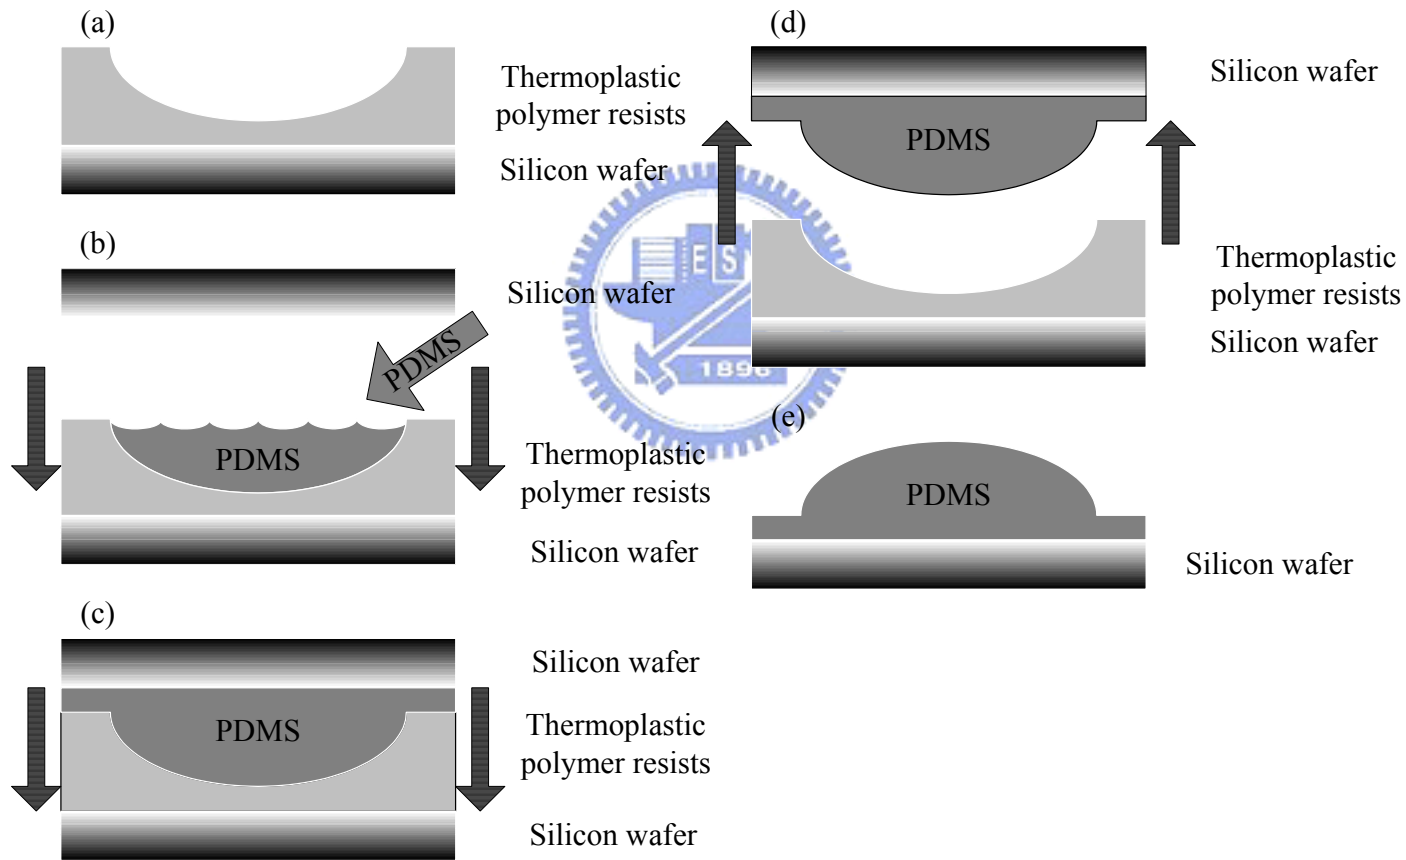 (a)
Thermoplastic
polymer resists
Silicon wafer
(b)
Silicon wafer
PDMS
PDMS
Thermoplastic
polymer resists
Silicon wafer
(c)
Silicon wafer
PDMS
Thermoplastic
polymer resists
Silicon wafer
(d)
Silicon wafer
PDMS
Thermoplastic
polymer resists
Silicon wafer
(e)
PDMS
Silicon wafer
E S
1896